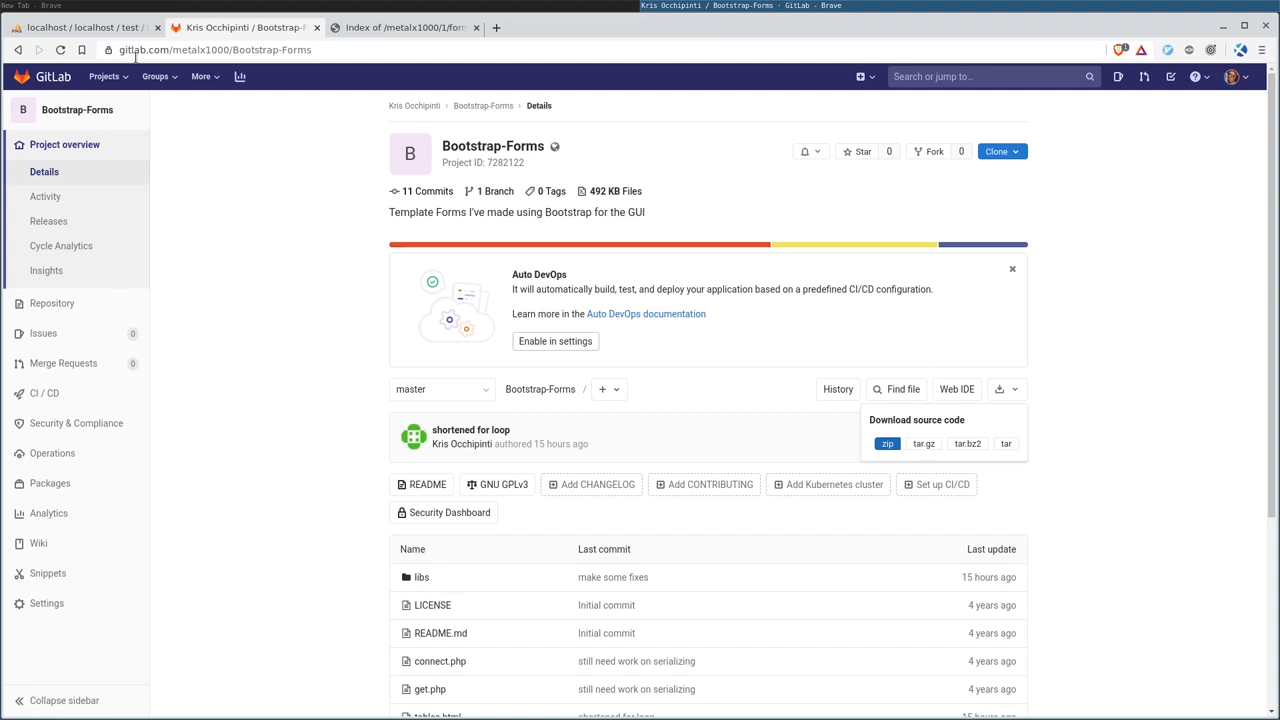 New Tab - Brave
Kris Occhipinti / Bootstrap-Forms · GitLab - Brave
localhost / localhost / test /
Kris Occhipinti / Bootstrap-F
Index of /metalx1000/1/for
gitlab.com/metalx1000/Bootstrap-Forms
1
GitLab
Projects
Groups
More
Search or jump to...
B
Bootstrap-Forms
Project overview
Details
Activity
Releases
Cycle Analytics
Insights
Repository
Issues
0
Merge Requests
0
CI / CD
Security & Compliance
Operations
Packages
Analytics
Wiki
Snippets
Settings
Collapse sidebar
Kris Occhipinti > Bootstrap-Forms > Details
B
Bootstrap-Forms
Project ID: 7282122
Star 0
Fork 0
Clone
11 Commits 1 Branch 0 Tags 492 KB Files
Template Forms I've made using Bootstrap for the GUI
Auto DevOps
It will automatically build, test, and deploy your application based on a predefined CI/CD configuration.
Learn more in the Auto DevOps documentation
Enable in settings
master
Bootstrap-Forms /
History
Find file
Web IDE
Download source code
zip tar.gz tar.bz2 tar
shortened for loop
Kris Occhipinti authored 15 hours ago
README
GNU GPLv3
Add CHANGELOG
Add CONTRIBUTING
Add Kubernetes cluster
Set up CI/CD
Security Dashboard
Name Last commit Last update
libs make some fixes 15 hours ago
LICENSE Initial commit 4 years ago
README.md Initial commit 4 years ago
connect.php still need work on serializing 4 years ago
get.php still need work on serializing 4 years ago
tables.html shortened for loop 15 hours ago